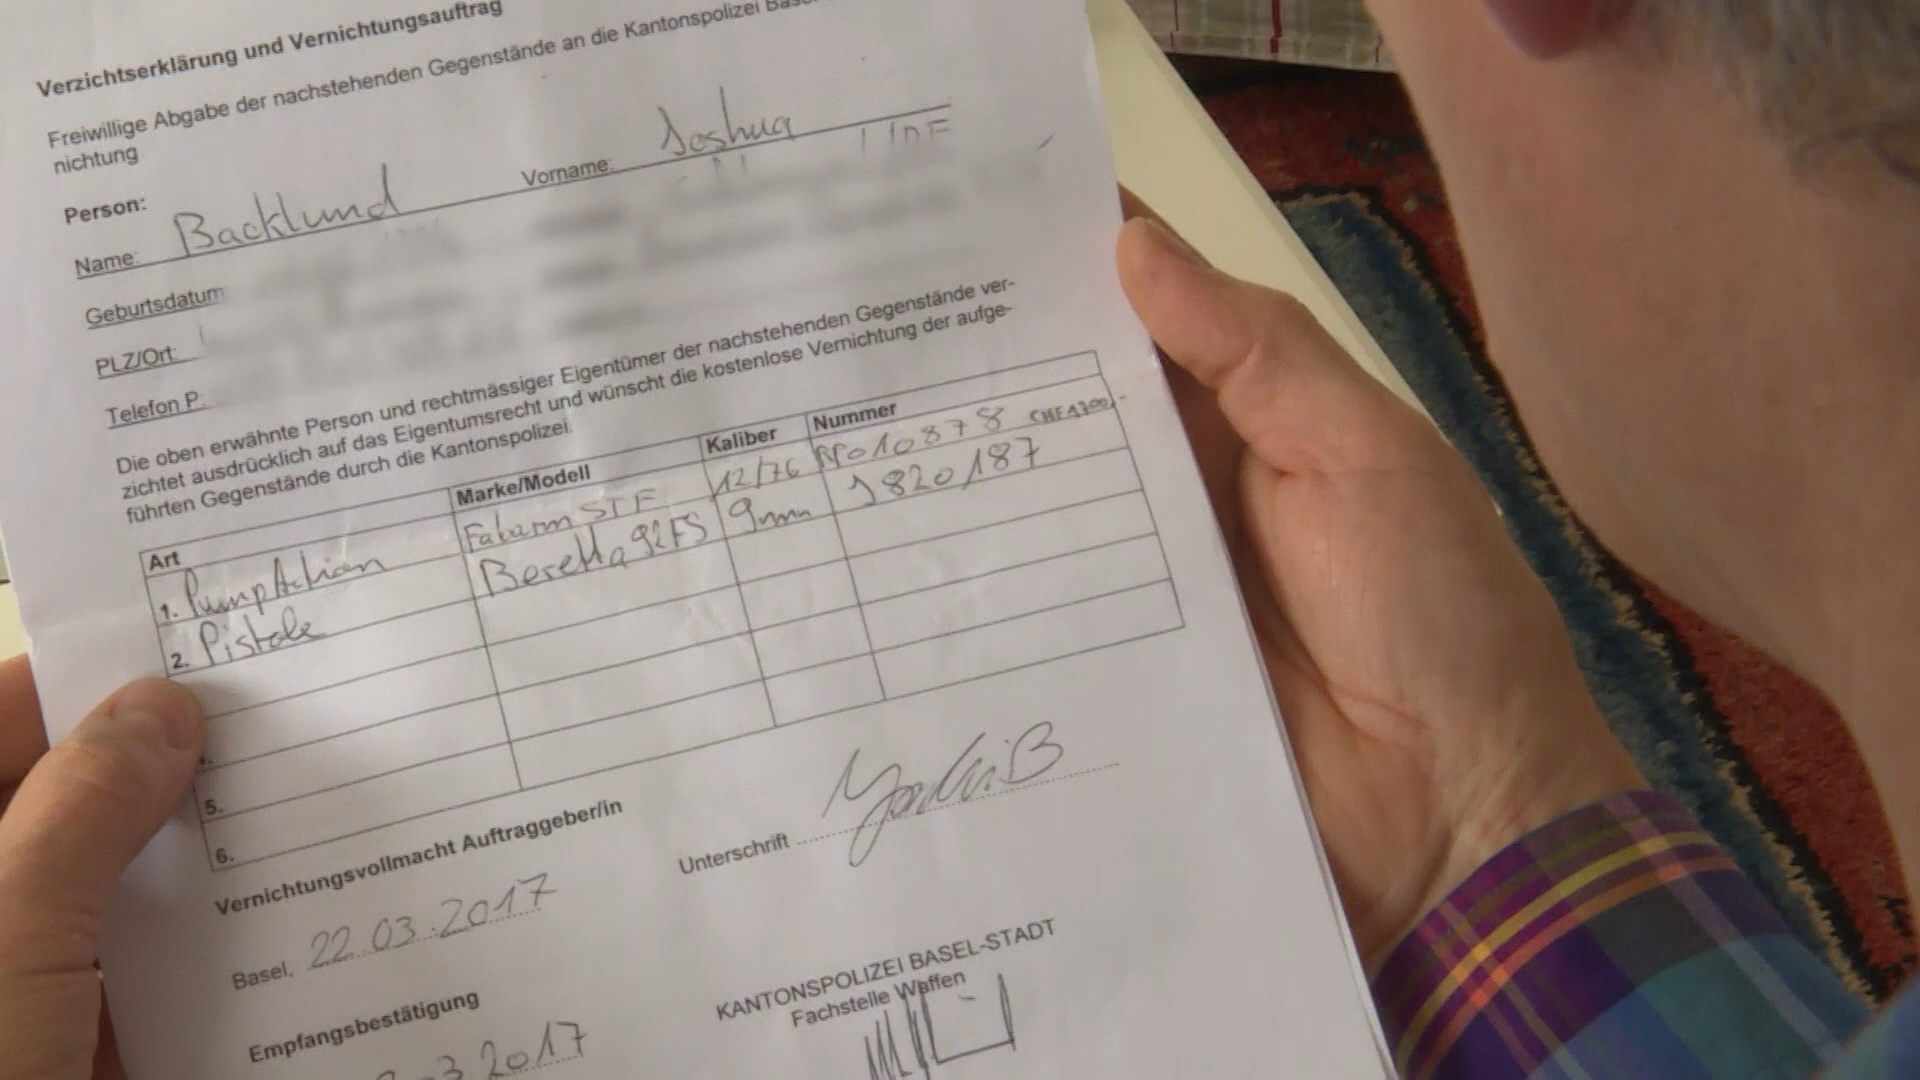 Verzichtserklärung und Vernichtungsauftrag
Freiwillige Abgabe der nachstehenden Gegenstände an die Kantonspolizei
nichtung
Person:
Name: Backlund Vorname: Joshua
Geburtsdatum
PLZ/Ort:
Telefon P.
Die oben erwähnte Person und rechtmässiger Eigentümer der nachstehenden Gegenstände ver-
zichtet ausdrücklich auf das Eigentumsrecht und wünscht die kostenlose Vernichtung der aufge-
führten Gegenstände durch die Kantonspolizei.
Art Marke/Modell Kaliber Nummer
1. PumpAction Fabarm STF 12/76
2. Pistole Beretta 92FS 9mm J820187
5.
6.
Vernichtungsvollmacht Auftraggeber/in
Basel, 22.03.2017 Unterschrift
Empfangsbestätigung
KANTONSPOLIZEI BASEL-STADT
Fachstelle Waffen
3.2017